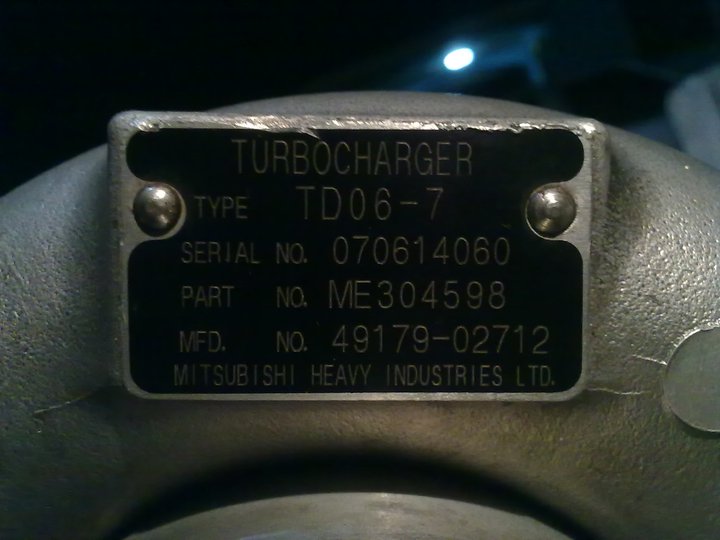 TURBOCHARGER
TYPE TD06-7
SERIAL NO. 070614060
PART NO. ME304598
MFD. NO. 49179-02712
MITSUBISHI HEAVY INDUSTRIES LTD.